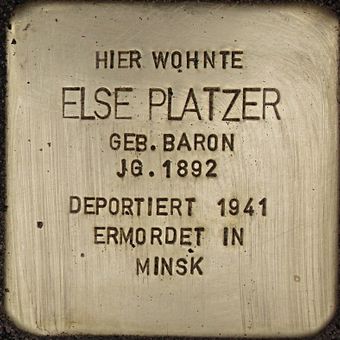 HIER WOHNTE
ELSE PLATZER
GEB. BARON
JG. 1892
DEPORTIERT 1941
ERMORDET IN
MINSK